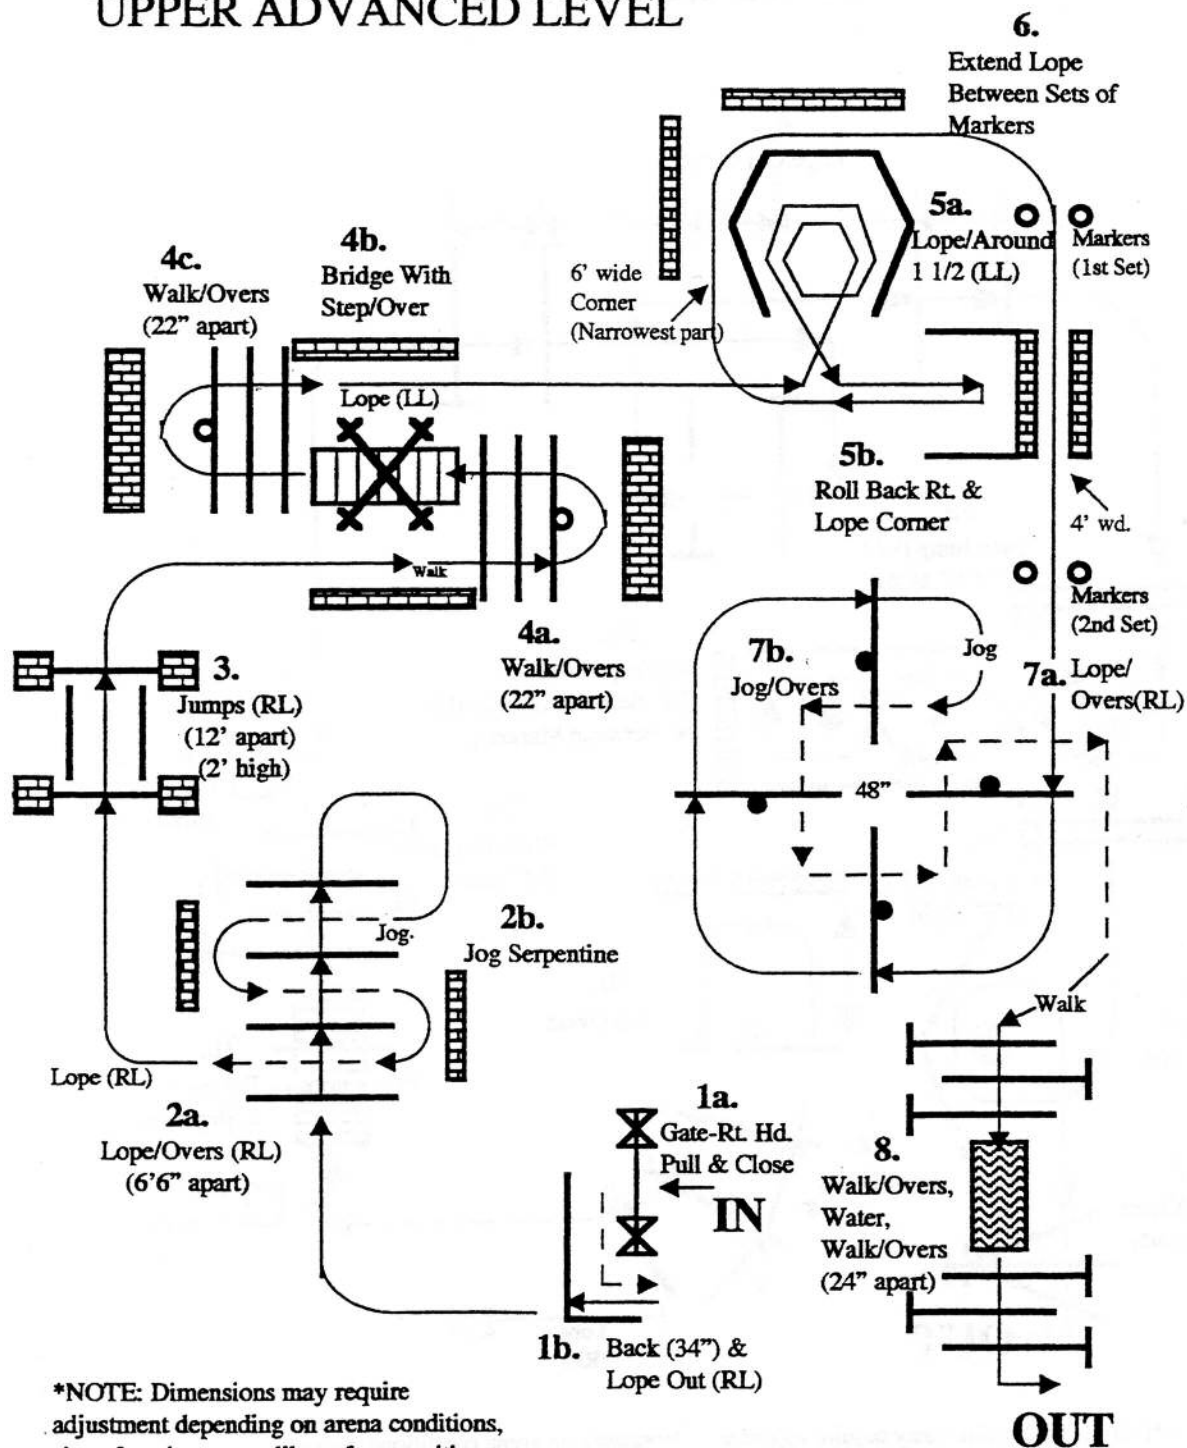 UPPER ADVANCED LEVEL
6.
Extend Lope
Between Sets of
Markers
5a.
Lope/Around
1 1/2 (LL)
Markers
(1st Set)
4b.
Bridge With
Step/Over
4c.
Walk/Overs
(22" apart)
6' wide
Corner
(Narrowest part)
Lope (LL)
5b.
Roll Back Rt. &
Lope Corner
4' wd.
Walk
Markers
(2nd Set)
4a.
Walk/Overs
(22" apart)
3.
Jumps (RL)
(12' apart)
(2' high)
7b.
Jog/Overs
Jog
7a.
Lope/
Overs(RL)
48"
Jog.
2b.
Jog Serpentine
Walk
Lope (RL)
2a.
Lope/Overs (RL)
(6'6" apart)
1a.
Gate-Rt. Hd.
Pull & Close
IN
8.
Walk/Overs,
Water,
Walk/Overs
(24" apart)
1b.
Back (34") &
Lope Out (RL)
*NOTE: Dimensions may require
adjustment depending on arena conditions,
OUT